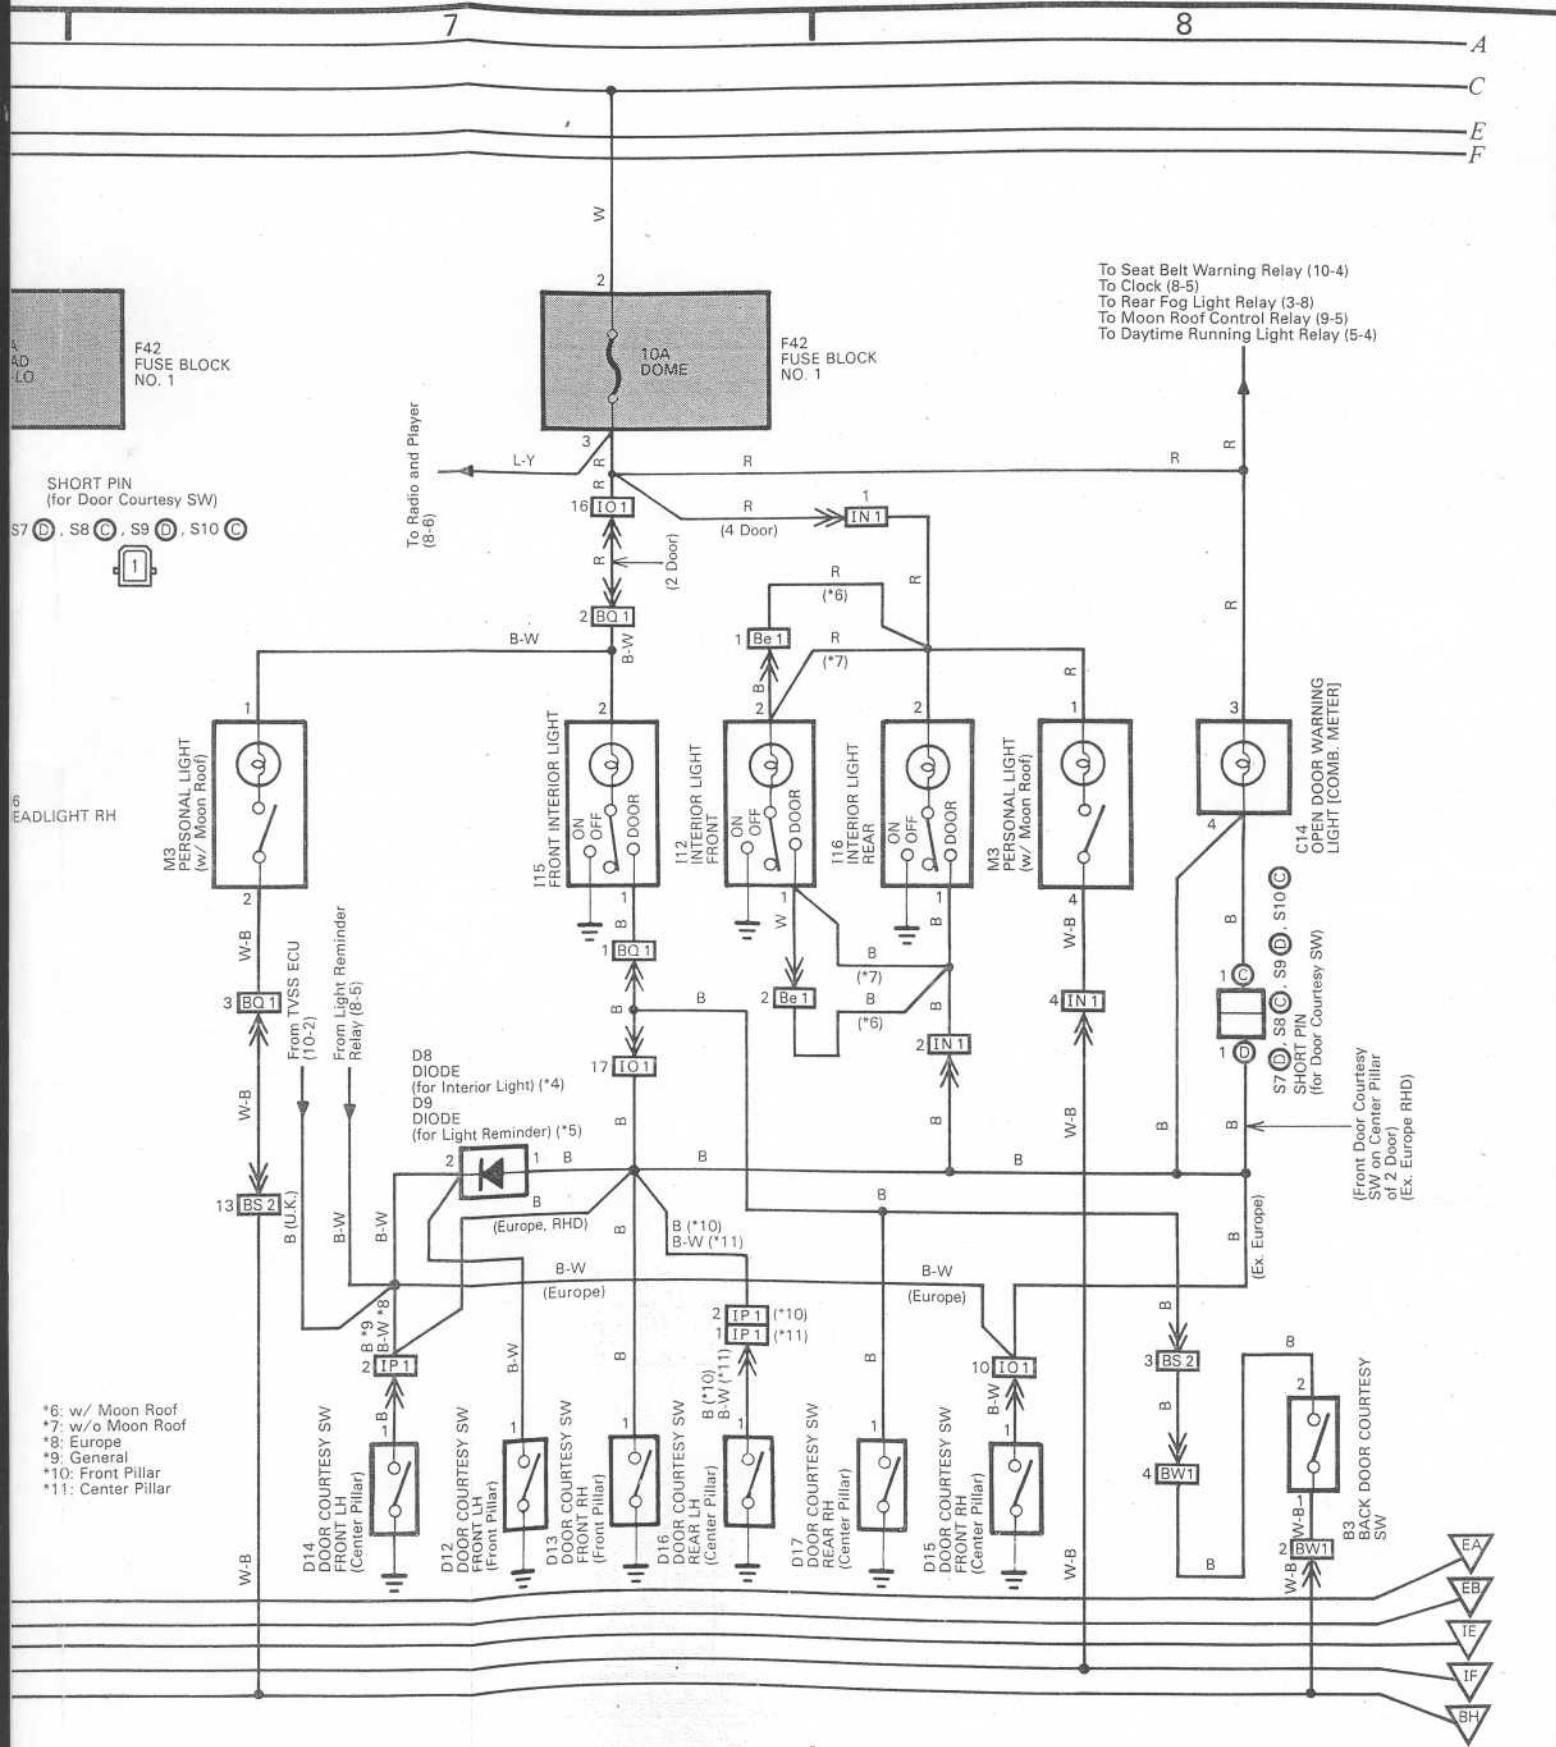 7
8
A
C
E
F
W
2
10A
DOME
F42
FUSE BLOCK
NO. 1
F42
FUSE BLOCK
NO. 1
AD
-LO
To Seat Belt Warning Relay (10-4)
To Clock (8-5)
To Rear Fog Light Relay (3-8)
To Moon Roof Control Relay (9-5)
To Daytime Running Light Relay (5-4)
3
L-Y
R
R
R
R
R
To Radio and Player
(8-6)
SHORT PIN
(for Door Courtesy SW)
S7 D , S8 C , S9 D , S10 C
1
16 IO1
R
(4 Door)
1
IN1
R
(2 Door)
2 BQ1
B-W
B-W
R
(*6)
R
1 Be1
R
(*7)
B
R
R
1
2
2
2
1
3
M3
PERSONAL LIGHT
(w/ Moon Roof)
I15
FRONT INTERIOR LIGHT
ON
OFF
DOOR
I12
INTERIOR LIGHT
FRONT
ON
OFF
DOOR
I16
INTERIOR LIGHT
REAR
ON
OFF
DOOR
M3
PERSONAL LIGHT
(w/ Moon Roof)
C14
OPEN DOOR WARNING
LIGHT [COMB. METER]
6
EADLIGHT RH
2
1
1
1
4
4
W-B
B
W
B
W-B
B
From TVSS ECU
(10-2)
From Light Reminder
Relay (8-5)
3 BQ1
1 BQ1
B
(*7)
2 Be1
B
(*6)
B
4 IN1
2 IN1
1 C
1 D
S7 D , S8 C , S9 D , S10 C
SHORT PIN
(for Door Courtesy SW)
B
B
17 IO1
D8
DIODE
(for Interior Light) (*4)
D9
DIODE
(for Light Reminder) (*5)
W-B
B
B
W-B
B
B
(Front Door Courtesy
SW on Center Pillar
of 2 Door)
(Ex. Europe RHD)
2
1
B
B
B
13 BS2
B (U.K.)
B-W
B-W
B
(Europe, RHD)
B
B (*10)
B-W (*11)
B
B
(Ex. Europe)
B-W
(Europe)
B-W
(Europe)
B *9
B-W *8
2 IP1
B-W
B
2 IP1 (*10)
1 IP1 (*11)
B (*10)
B-W (*11)
B
10 IO1
B-W
B
3 BS2
B
4 BW1
B
2
B
*6: w/ Moon Roof
*7: w/o Moon Roof
*8: Europe
*9: General
*10: Front Pillar
*11: Center Pillar
B
1
1
1
1
1
1
D14
DOOR COURTESY SW
FRONT LH
(Center Pillar)
D12
DOOR COURTESY SW
FRONT LH
(Front Pillar)
D13
DOOR COURTESY SW
FRONT RH
(Front Pillar)
D16
DOOR COURTESY SW
REAR LH
(Center Pillar)
D17
DOOR COURTESY SW
REAR RH
(Center Pillar)
D15
DOOR COURTESY SW
FRONT RH
(Center Pillar)
B3
BACK DOOR COURTESY
SW
1
W-B
2 BW1
W-B
W-B
W-B
EA
EB
IE
IF
BH